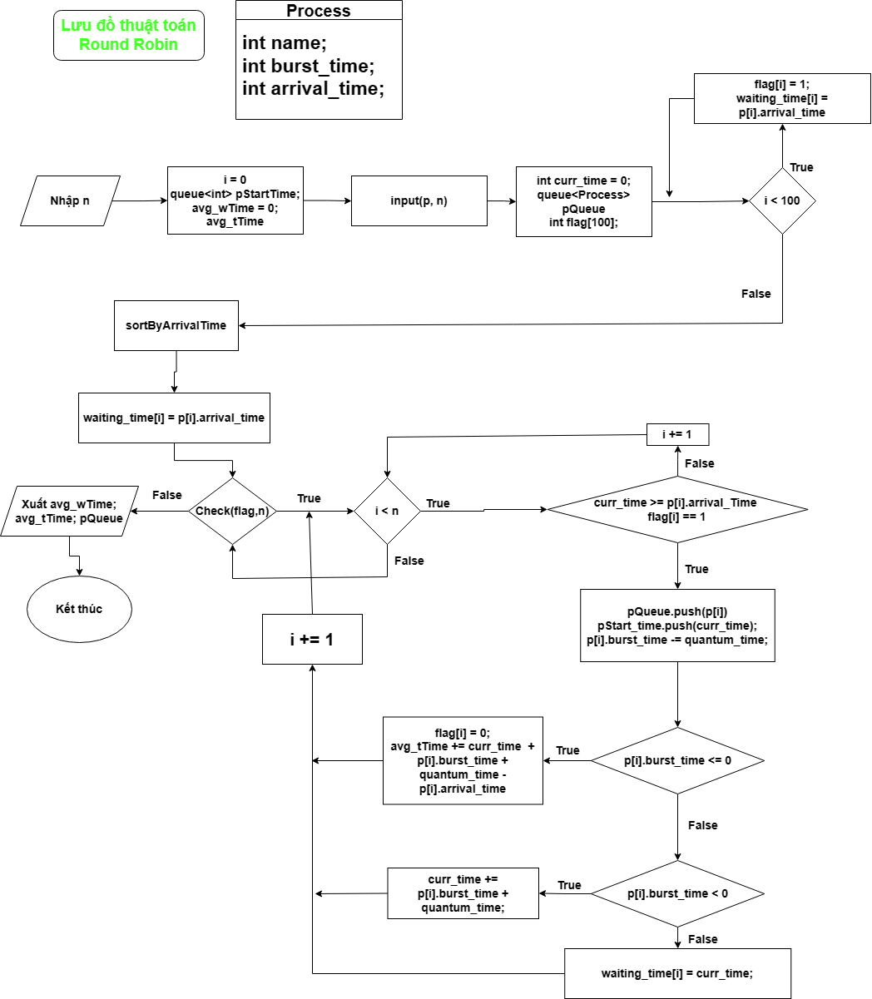 Lưu đồ thuật toán
Round Robin
Process
int name;
int burst_time;
int arrival_time;
flag[i] = 1;
waiting_time[i] =
p[i].arrival_time
True
Nhập n
i = 0
queue<int> pStartTime;
avg_wTime = 0;
avg_tTime
input(p, n)
int curr_time = 0;
queue<Process>
pQueue
int flag[100];
i < 100
False
sortByArrivalTime
waiting_time[i] = p[i].arrival_time
i += 1
False
Xuất avg_wTime;
avg_tTime; pQueue
False
Check(flag,n)
True
i < n
True
curr_time >= p[i].arrival_Time
flag[i] == 1
False
True
Kết thúc
i += 1
pQueue.push(p[i])
pStart_time.push(curr_time);
p[i].burst_time -= quantum_time;
flag[i] = 0;
avg_tTime += curr_time +
p[i].burst_time +
quantum_time -
p[i].arrival_time
True
p[i].burst_time <= 0
False
curr_time +=
p[i].burst_time +
quantum_time;
True
p[i].burst_time < 0
False
waiting_time[i] = curr_time;